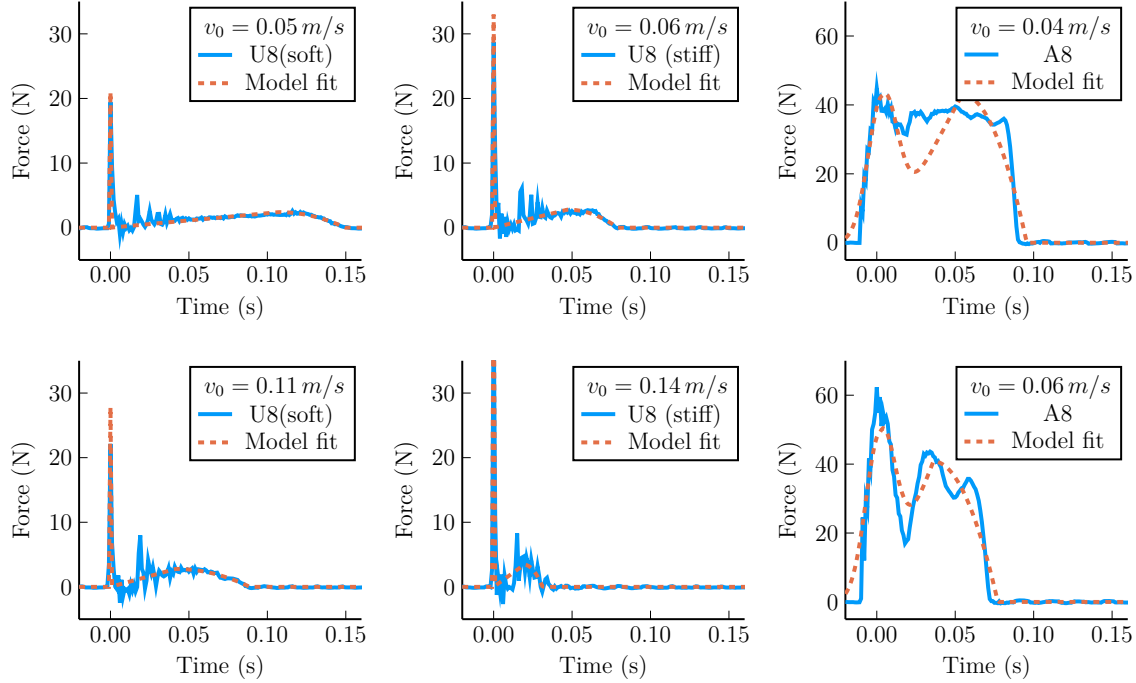 v₀ = 0.05 m/s
U8(soft)
Model fit
30
20
10
0
Force (N)
0.00 0.05 0.10 0.15
Time (s)
v₀ = 0.06 m/s
U8 (stiff)
Model fit
30
20
10
0
Force (N)
0.00 0.05 0.10 0.15
Time (s)
v₀ = 0.04 m/s
A8
Model fit
60
40
20
0
Force (N)
0.00 0.05 0.10 0.15
Time (s)
v₀ = 0.11 m/s
U8(soft)
Model fit
30
20
10
0
Force (N)
0.00 0.05 0.10 0.15
Time (s)
v₀ = 0.14 m/s
U8 (stiff)
Model fit
30
20
10
0
Force (N)
0.00 0.05 0.10 0.15
Time (s)
v₀ = 0.06 m/s
A8
Model fit
60
40
20
0
Force (N)
0.00 0.05 0.10 0.15
Time (s)